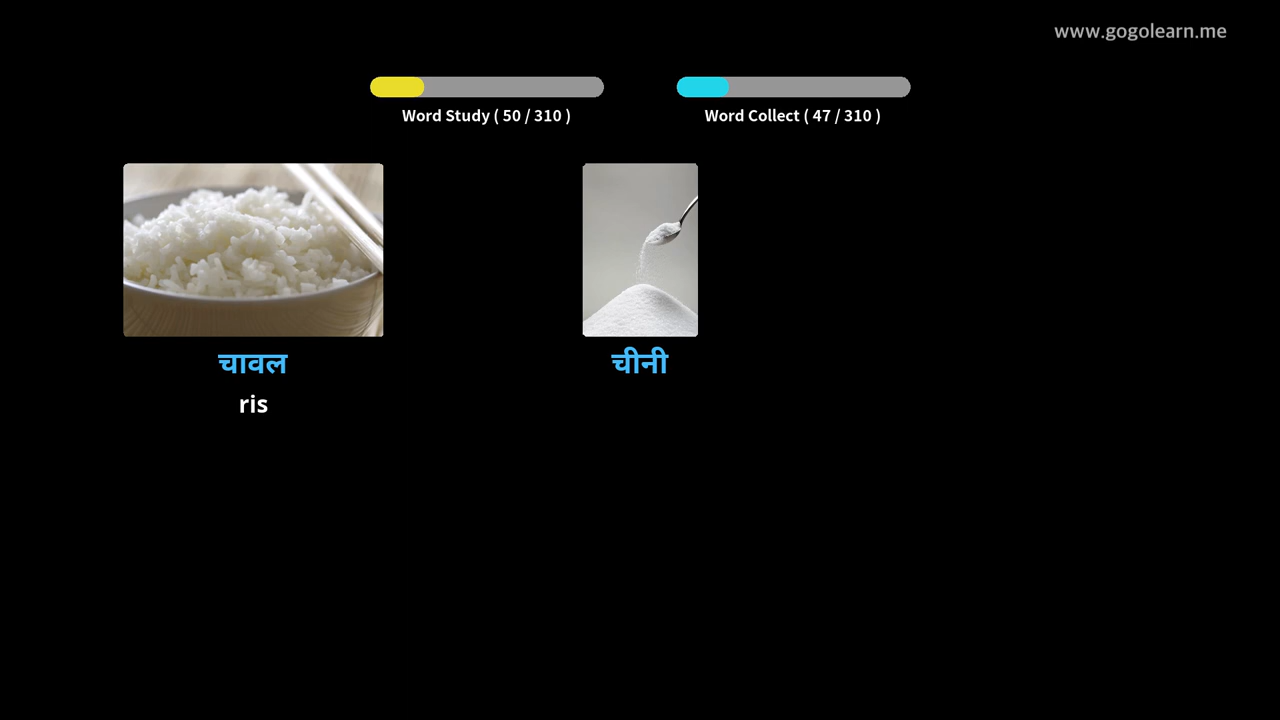 www.gogolearn.me
Word Study ( 50 / 310 )
Word Collect ( 47 / 310 )
चावल
ris
चीनी